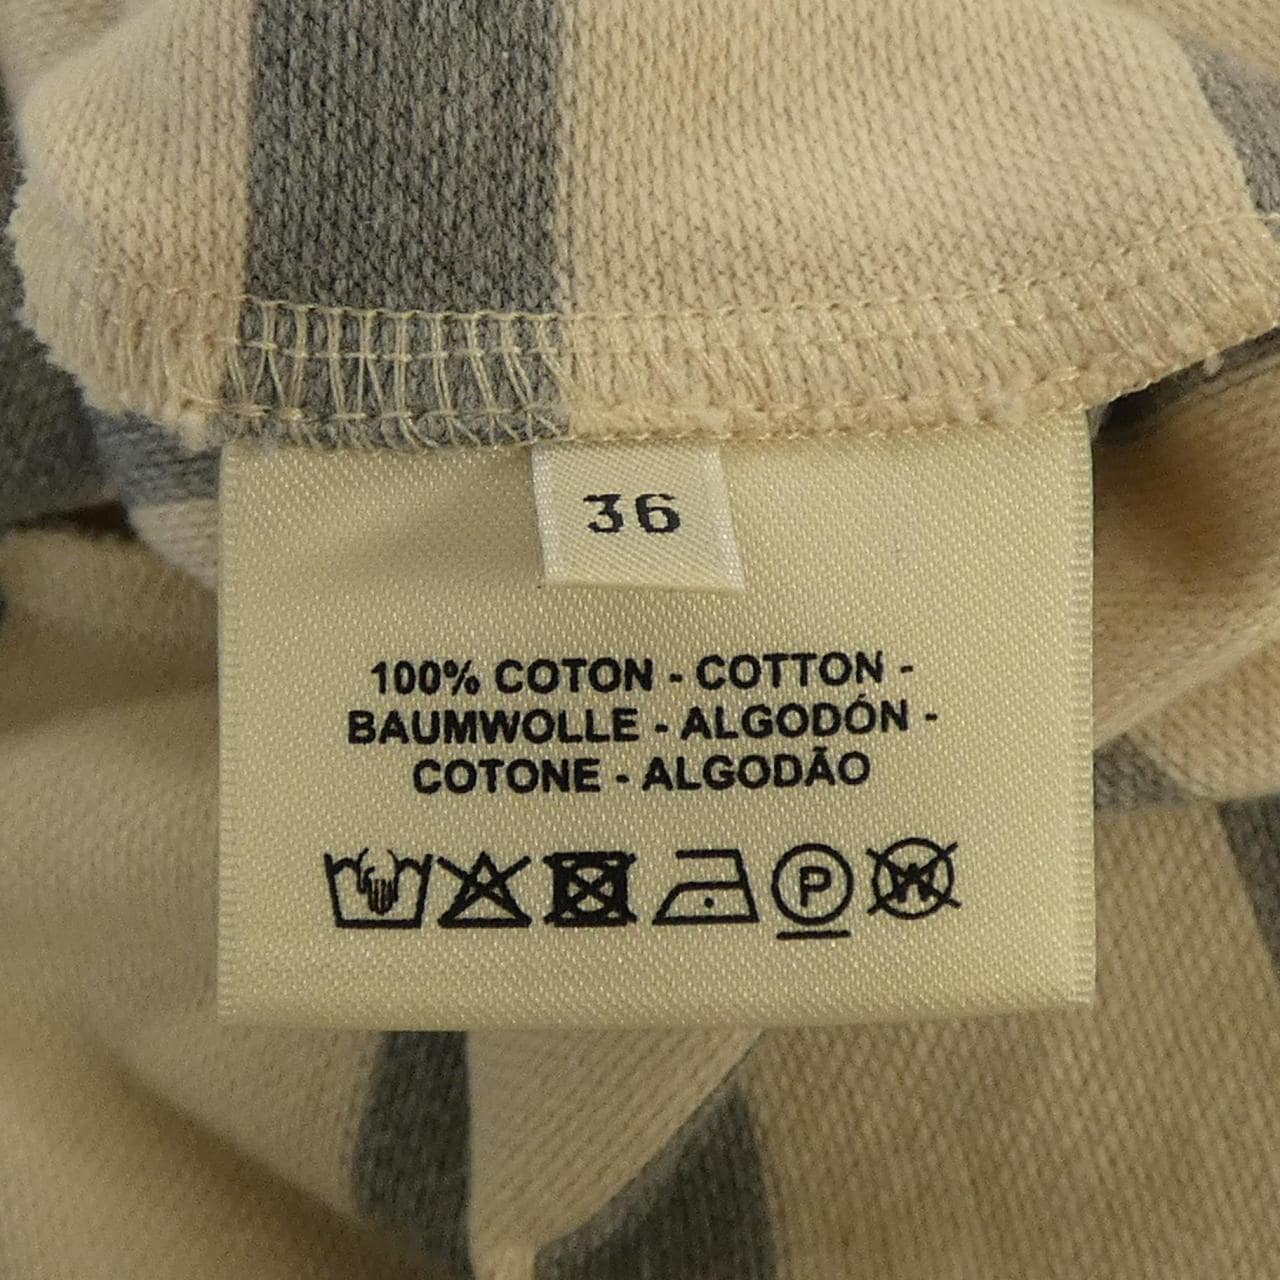 36
100% COTON - COTTON -
BAUMWOLLE - ALGODÓN -
COTONE - ALGODÃO
P W